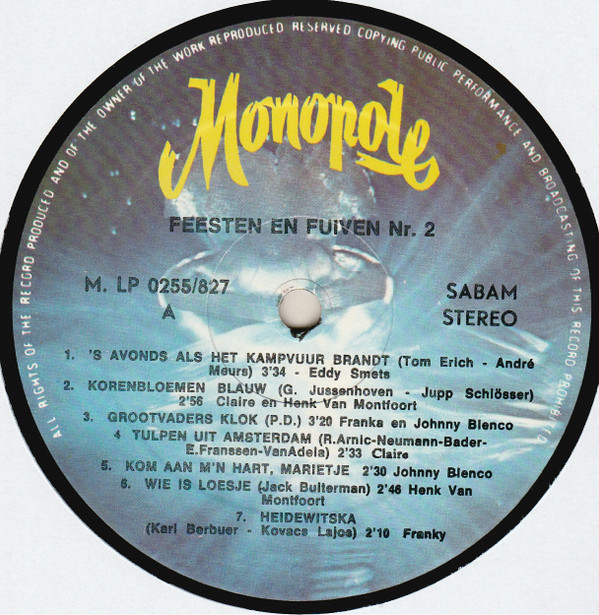 ALL RIGHTS OF THE RECORD PRODUCED AND OF THE OWNER OF THE WORK REPRODUCED RESERVED COPYING PUBLIC PERFORMANCE AND BROADCASTING OF THIS RECORD PROHIBITED
Monopole
FEESTEN EN FUIVEN Nr. 2
M. LP 0255/827
A
SABAM
STEREO
1. 'S AVONDS ALS HET KAMPVUUR BRANDT (Tom Erich - André
Meurs) 3'34 - Eddy Smets
2. KORENBLOEMEN BLAUW (G. Jussenhoven - Jupp Schlösser)
2'56 Claire en Henk Van Montfoort
3. GROOTVADERS KLOK (P.D.) 3'20 Franka en Johnny Blenco
4 TULPEN UIT AMSTERDAM (R.Arnic-Neumann-Bader-
E.Franssen-VanAdela) 2'33 Claire
5. KOM AAN M'N HART, MARIETJE 2'30 Johnny Blenco
6. WIE IS LOESJE (Jack Bulterman) 2'46 Henk Van
Montfoort
7. HEIDEWITSKA
(Karl Berbuer - Kovacs Lajos) 2'10 Franky